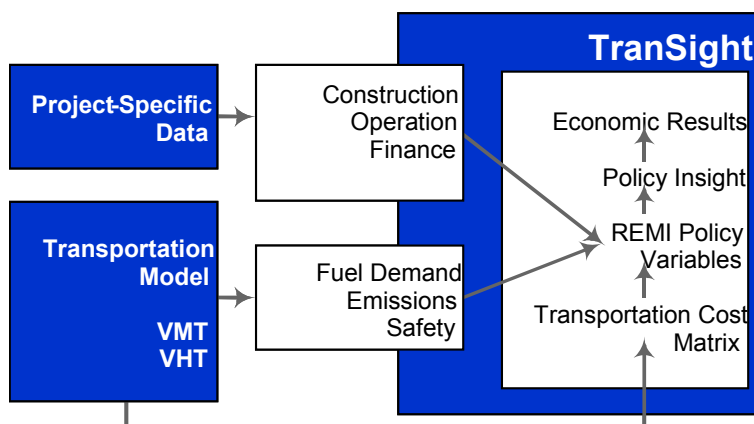 TranSight
Project-Specific
Data
Construction
Operation
Finance
Economic Results
Policy Insight
REMI Policy
Variables
Transportation
Model
VMT
VHT
Fuel Demand
Emissions
Safety
Transportation Cost
Matrix